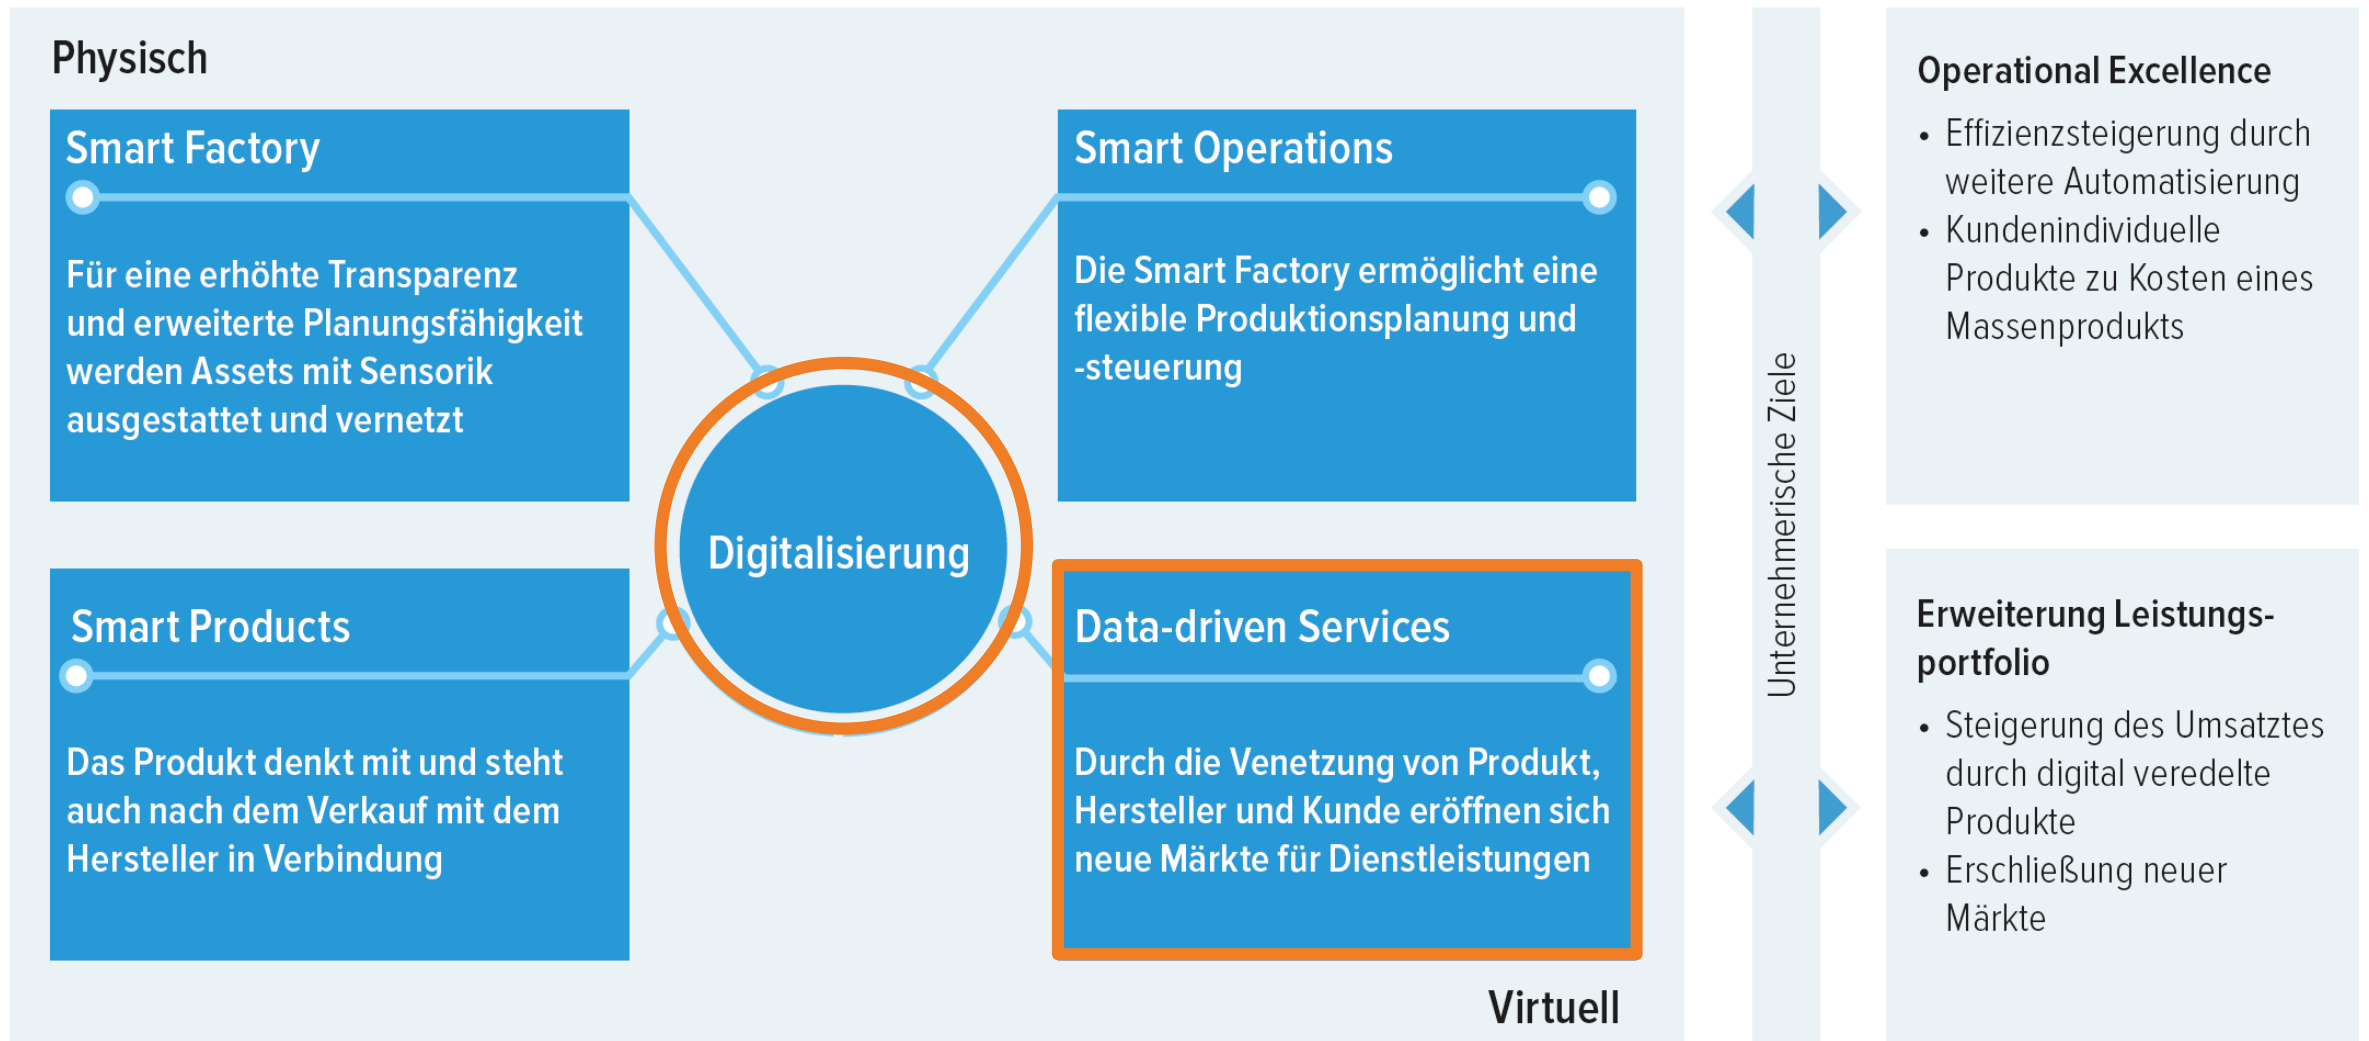 Physisch
Smart Factory
Für eine erhöhte Transparenz
und erweiterte Planungsfähigkeit
werden Assets mit Sensorik
ausgestattet und vernetzt
Smart Operations
Die Smart Factory ermöglicht eine
flexible Produktionsplanung und
-steuerung
Digitalisierung
Smart Products
Das Produkt denkt mit und steht
auch nach dem Verkauf mit dem
Hersteller in Verbindung
Data-driven Services
Durch die Venetzung von Produkt,
Hersteller und Kunde eröffnen sich
neue Märkte für Dienstleistungen
Virtuell
Unternehmerische Ziele
Operational Excellence
• Effizienzsteigerung durch
weitere Automatisierung
• Kundenindividuelle
Produkte zu Kosten eines
Massenprodukts
Erweiterung Leistungs-
portfolio
• Steigerung des Umsatztes
durch digital veredelte
Produkte
• Erschließung neuer
Märkte